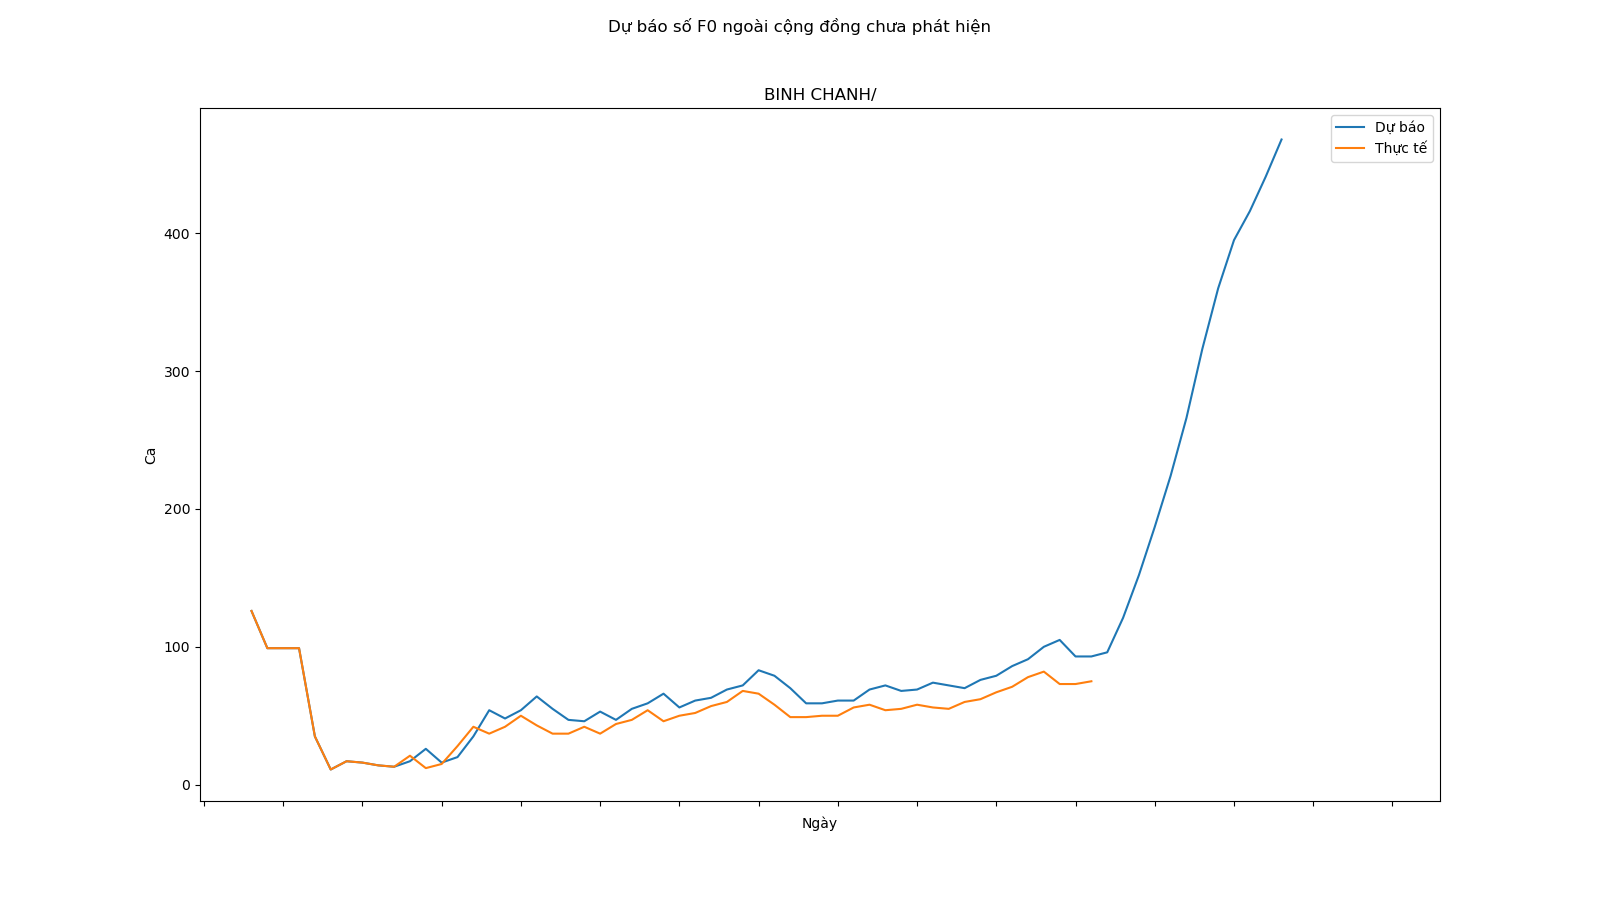 Dự báo số F0 ngoài cộng đồng chưa phát hiện
BINH CHANH/
Dự báo
Thực tế
400
300
200
100
0
Ca
Ngày